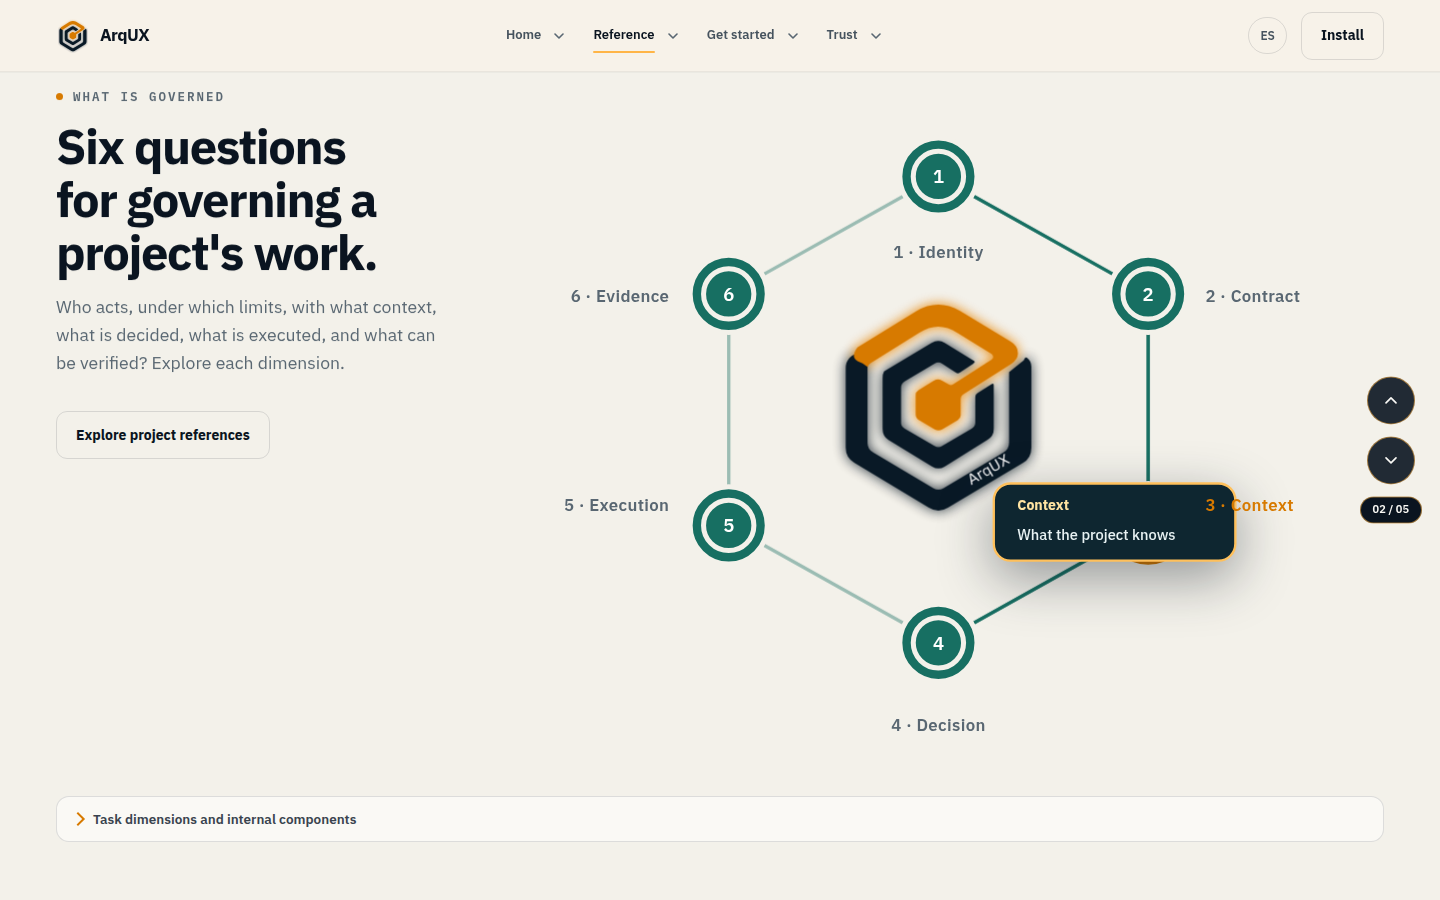 ArqUX
Home
Reference
Get started
Trust
ES
Install
WHAT IS GOVERNED
Six questions
for governing a
project's work.
Who acts, under which limits, with what context,
what is decided, what is executed, and what can
be verified? Explore each dimension.
Explore project references
1
1 · Identity
6 · Evidence
6
2
2 · Contract
ArqUX
5 · Execution
5
Context
3 · Context
What the project knows
4
4 · Decision
02 / 05
Task dimensions and internal components